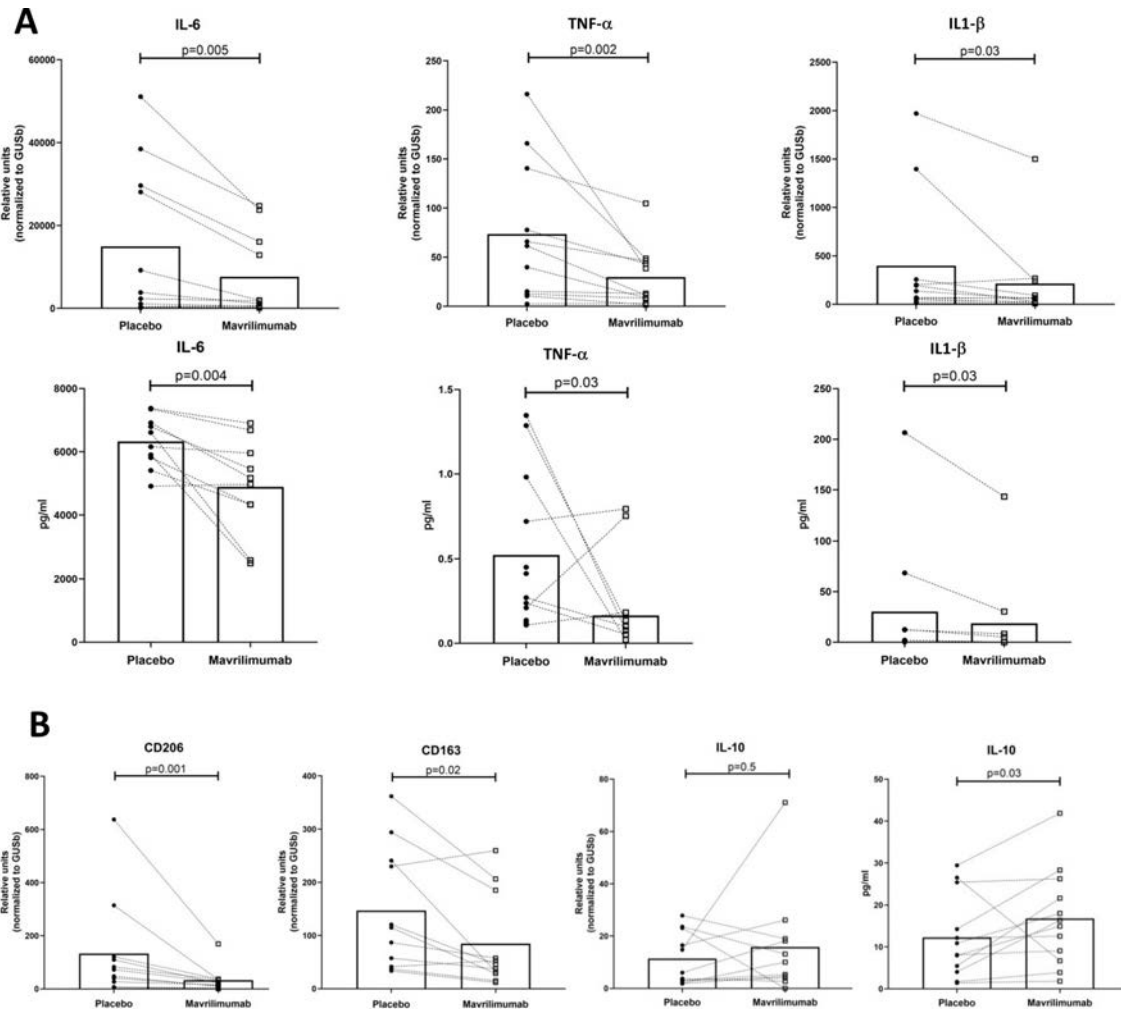 A
IL-6
p=0.005
60000
40000
20000
0
Relative units
(normalized to GUSb)
Placebo
Mavrilimumab
TNF-α
p=0.002
250
200
150
100
50
0
Relative units
(normalized to GUSb)
Placebo
Mavrilimumab
IL1-β
p=0.03
2500
2000
1500
1000
500
0
Relative units
(normalized to GUSb)
Placebo
Mavrilimumab
IL-6
p=0.004
8000
6000
4000
2000
0
pg/ml
Placebo
Mavrilimumab
TNF-α
p=0.03
1.5
1.0
0.5
0.0
pg/ml
Placebo
Mavrilimumab
IL1-β
p=0.03
250
200
150
100
50
0
pg/ml
Placebo
Mavrilimumab
B
CD206
p=0.001
800
600
400
200
0
Relative units
(normalized to GUSb)
Placebo
Mavrilimumab
CD163
p=0.02
400
300
200
100
0
Relative units
(normalized to GUSb)
Placebo
Mavrilimumab
IL-10
p=0.5
80
60
40
20
0
Relative units
(normalized to GUSb)
Placebo
Mavrilimumab
IL-10
p=0.03
50
40
30
20
10
0
pg/ml
Placebo
Mavrilimumab